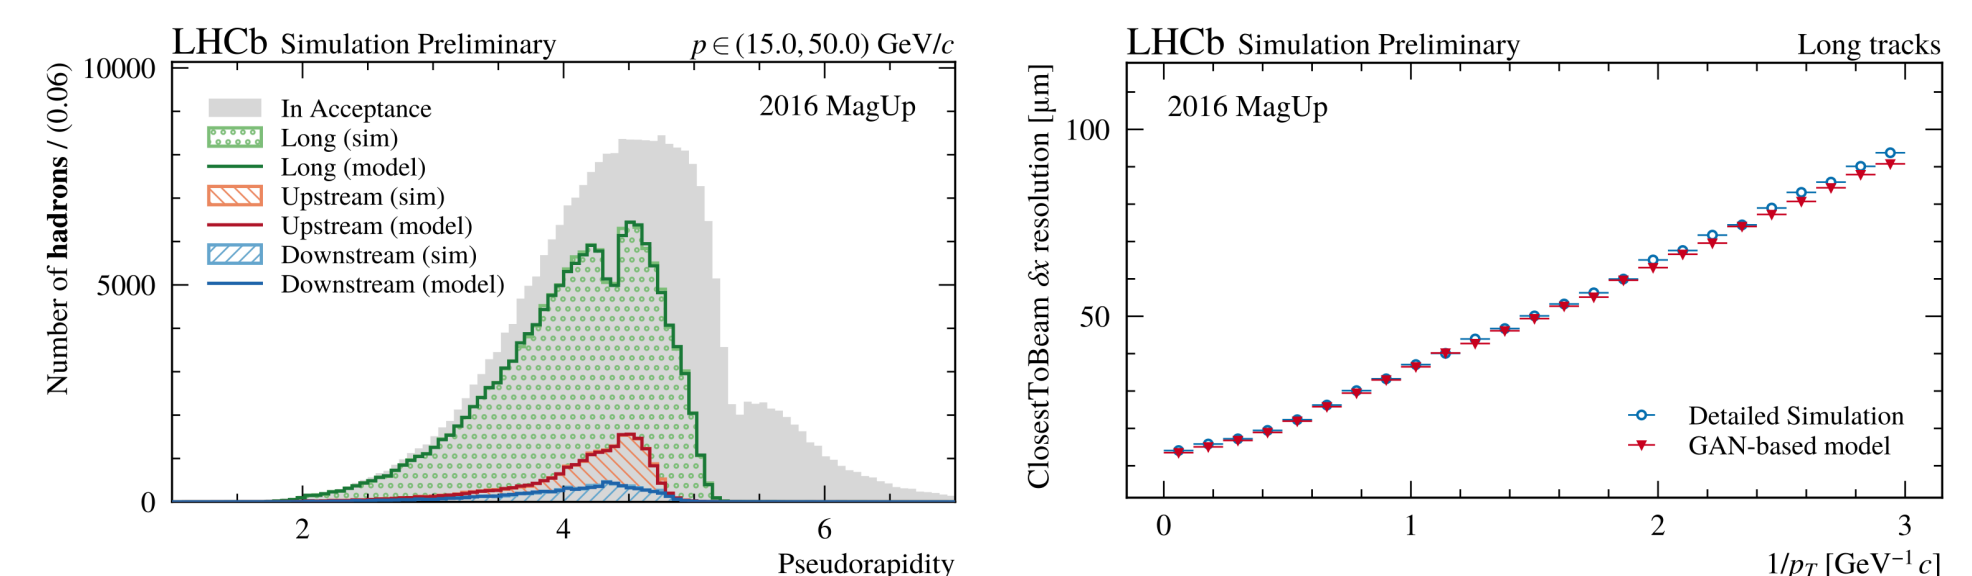 LHCb Simulation Preliminary
p ∈ (15.0, 50.0) GeV/c
10000
5000
0
Number of hadrons / (0.06)
2016 MagUp
In Acceptance
Long (sim)
Long (model)
Upstream (sim)
Upstream (model)
Downstream (sim)
Downstream (model)
2 4 6
Pseudorapidity
LHCb Simulation Preliminary
Long tracks
100
50
ClosestToBeam δx resolution [μm]
2016 MagUp
Detailed Simulation
GAN-based model
0 1 2 3
1/p_T [GeV⁻¹ c]